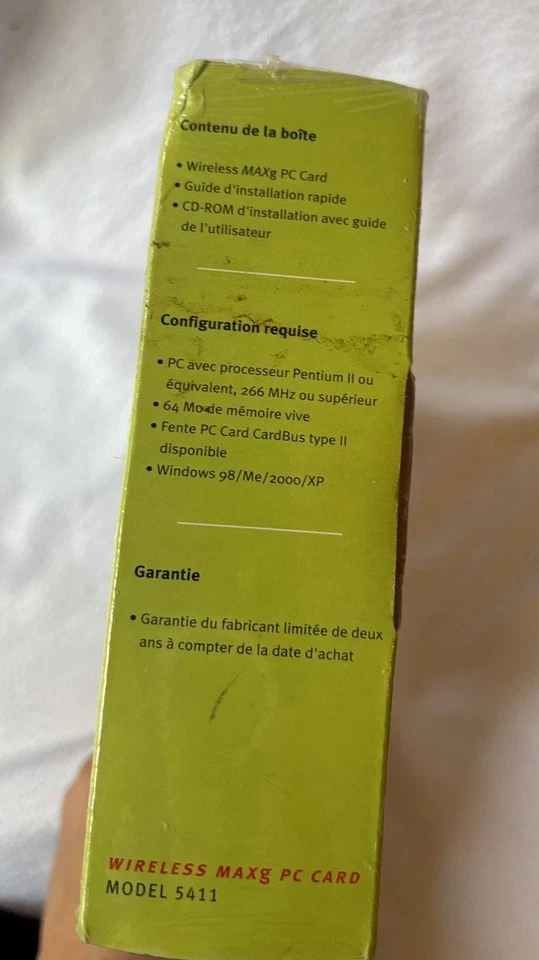 Contenu de la boîte
• Wireless MAXg PC Card
• Guide d'installation rapide
• CD-ROM d'installation avec guide
de l'utilisateur
Configuration requise
• PC avec processeur Pentium II ou
équivalent, 266 MHz ou supérieur
• 64 Mo de mémoire vive
• Fente PC Card CardBus type II
disponible
• Windows 98/Me/2000/XP
Garantie
• Garantie du fabricant limitée de deux
ans à compter de la date d'achat
WIRELESS MAXg PC CARD
MODEL 5411